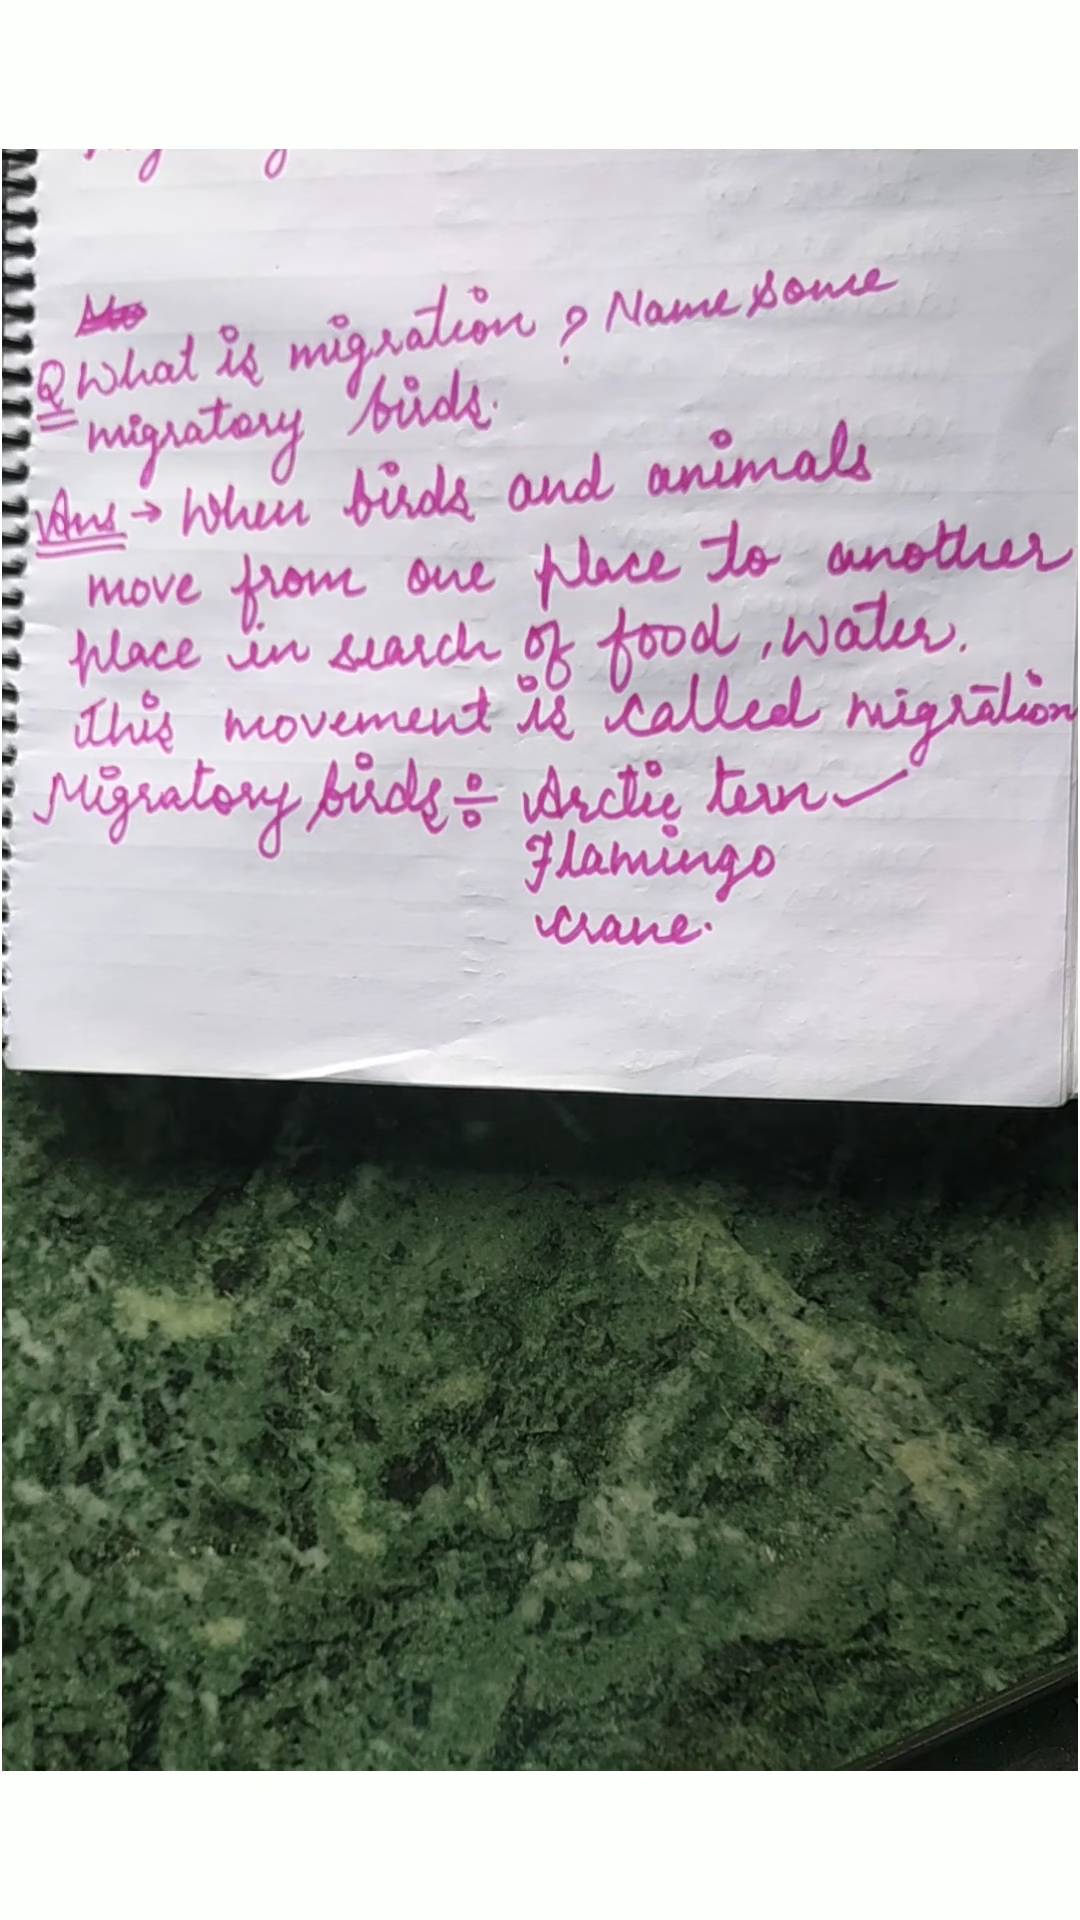 Q What is migration ? Name some
migratory birds.
Ans → When birds and animals
move from one place to another
place in search of food, water.
This movement is called migration
Migratory birds ÷ Arctic tern
Flamingo
crane.